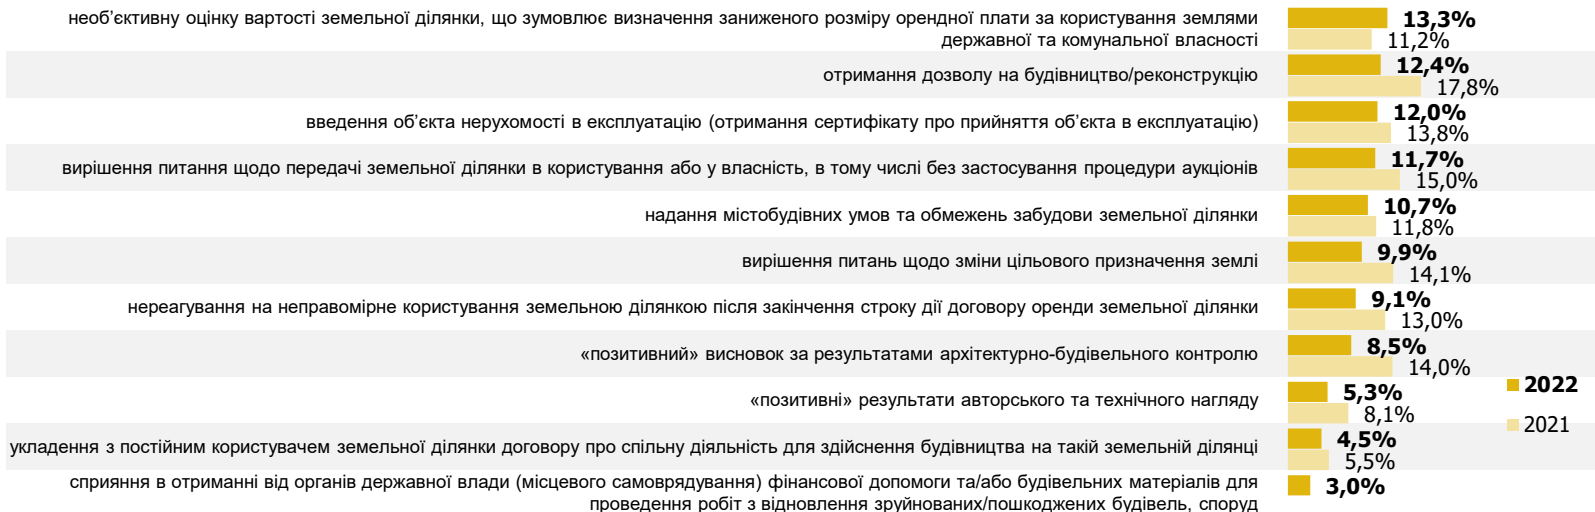 необ’єктивну оцінку вартості земельної ділянки, що зумовлює визначення заниженого розміру орендної плати за користування землями
державної та комунальної власності
13,3%
11,2%
отримання дозволу на будівництво/реконструкцію
12,4%
17,8%
введення об’єкта нерухомості в експлуатацію (отримання сертифікату про прийняття об’єкта в експлуатацію)
12,0%
13,8%
вирішення питання щодо передачі земельної ділянки в користування або у власність, в тому числі без застосування процедури аукціонів
11,7%
15,0%
надання містобудівних умов та обмежень забудови земельної ділянки
10,7%
11,8%
вирішення питань щодо зміни цільового призначення землі
9,9%
14,1%
нереагування на неправомірне користування земельною ділянкою після закінчення строку дії договору оренди земельної ділянки
9,1%
13,0%
«позитивний» висновок за результатами архітектурно-будівельного контролю
8,5%
14,0%
«позитивні» результати авторського та технічного нагляду
5,3%
8,1%
2022
2021
укладення з постійним користувачем земельної ділянки договору про спільну діяльність для здійснення будівництва на такій земельній ділянці
4,5%
5,5%
сприяння в отриманні від органів державної влади (місцевого самоврядування) фінансової допомоги та/або будівельних матеріалів для
проведення робіт з відновлення зруйнованих/пошкоджених будівель, споруд
3,0%